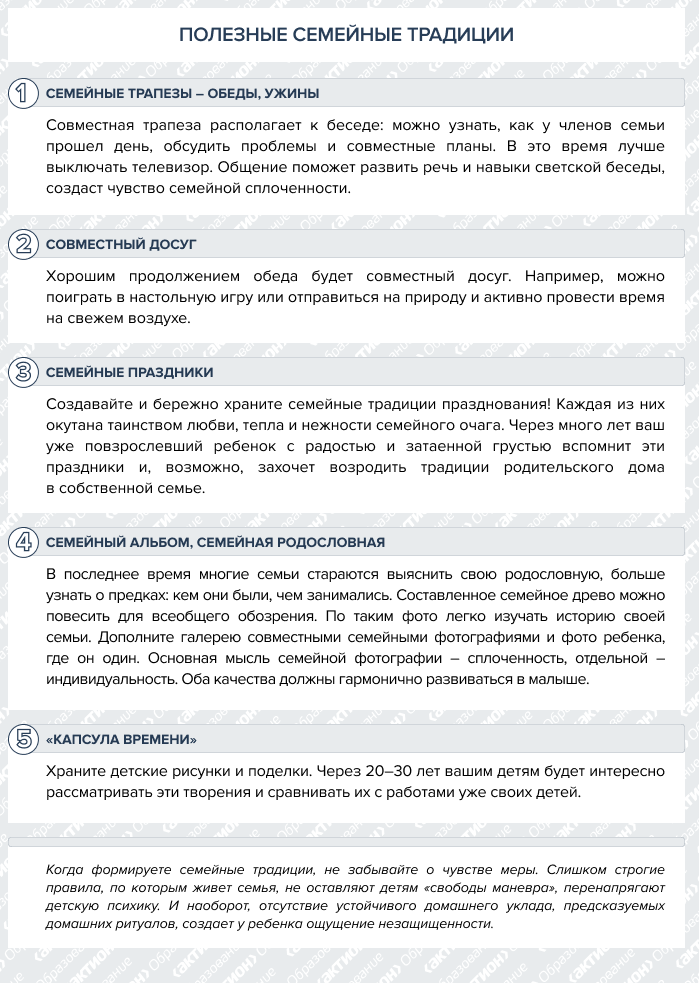 ПОЛЕЗНЫЕ СЕМЕЙНЫЕ ТРАДИЦИИ
1 СЕМЕЙНЫЕ ТРАПЕЗЫ – ОБЕДЫ, УЖИНЫ
Совместная трапеза располагает к беседе: можно узнать, как у членов семьи
прошел день, обсудить проблемы и совместные планы. В это время лучше
выключать телевизор. Общение поможет развить речь и навыки светской беседы,
создаст чувство семейной сплоченности.
2 СОВМЕСТНЫЙ ДОСУГ
Хорошим продолжением обеда будет совместный досуг. Например, можно
поиграть в настольную игру или отправиться на природу и активно провести время
на свежем воздухе.
3 СЕМЕЙНЫЕ ПРАЗДНИКИ
Создавайте и бережно храните семейные традиции празднования! Каждая из них
окутана таинством любви, тепла и нежности семейного очага. Через много лет ваш
уже повзрослевший ребенок с радостью и затаенной грустью вспомнит эти
праздники и, возможно, захочет возродить традиции родительского дома
в собственной семье.
4 СЕМЕЙНЫЙ АЛЬБОМ, СЕМЕЙНАЯ РОДОСЛОВНАЯ
В последнее время многие семьи стараются выяснить свою родословную, больше
узнать о предках: кем они были, чем занимались. Составленное семейное древо можно
повесить для всеобщего обозрения. По таким фото легко изучать историю своей
семьи. Дополните галерею совместными семейными фотографиями и фото ребенка,
где он один. Основная мысль семейной фотографии – сплоченность, отдельной –
индивидуальность. Оба качества должны гармонично развиваться в малыше.
5 «КАПСУЛА ВРЕМЕНИ»
Храните детские рисунки и поделки. Через 20–30 лет вашим детям будет интересно
рассматривать эти творения и сравнивать их с работами уже своих детей.
Когда формируете семейные традиции, не забывайте о чувстве меры. Слишком строгие
правила, по которым живет семья, не оставляют детям «свободы маневра», перенапрягают
детскую психику. И наоборот, отсутствие устойчивого домашнего уклада, предсказуемых
домашних ритуалов, создает у ребенка ощущение незащищенности.